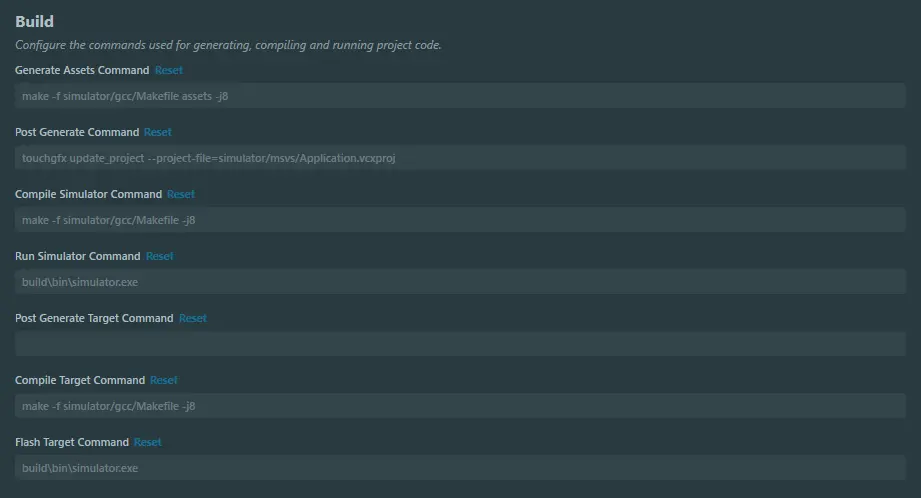 Build
Configure the commands used for generating, compiling and running project code.
Generate Assets Command Reset
make -f simulator/gcc/Makefile assets -j8
Post Generate Command Reset
touchgfx update_project --project-file=simulator/msvs/Application.vcxproj
Compile Simulator Command Reset
make -f simulator/gcc/Makefile -j8
Run Simulator Command Reset
build\bin\simulator.exe
Post Generate Target Command Reset
Compile Target Command Reset
make -f simulator/gcc/Makefile -j8
Flash Target Command Reset
build\bin\simulator.exe